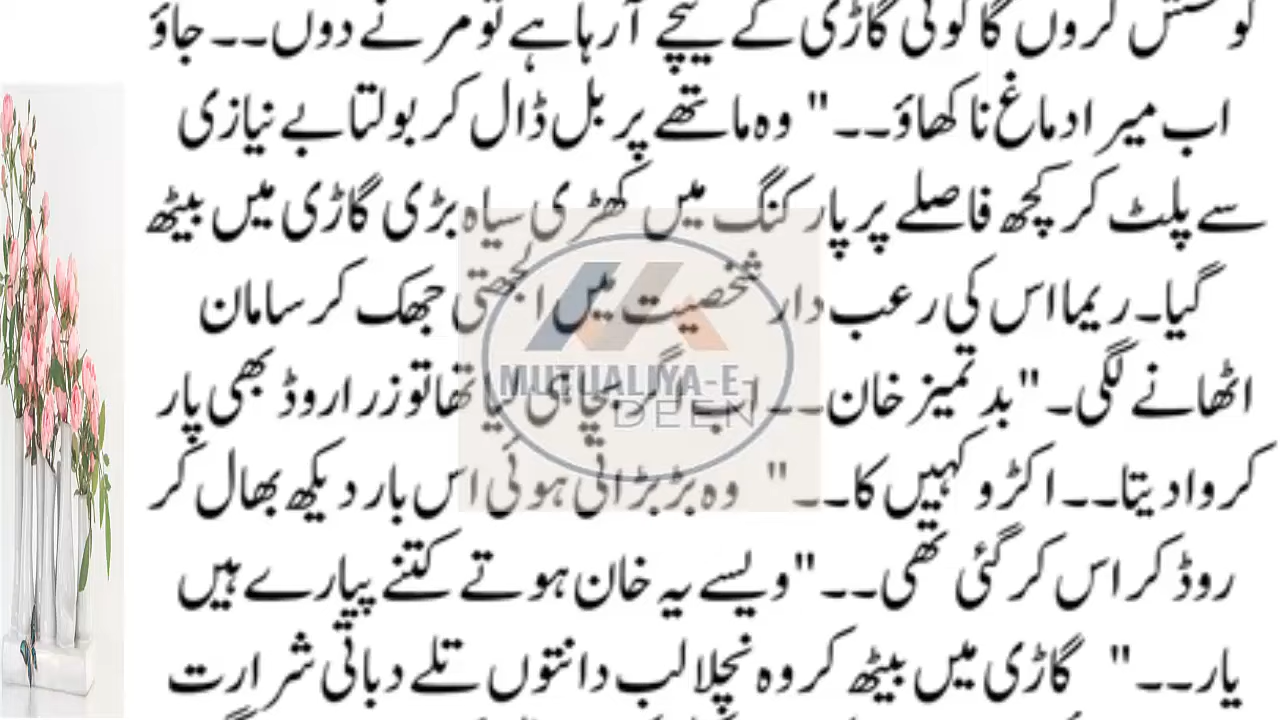 کوشش کروں گا کوئی گاڑی کے نیچے آ رہا ہے تو مرنے دوں۔۔ جاؤ
اب میرا دماغ نا کھاؤ۔۔" وہ ماتھے پر بل ڈال کر بولتا بے نیازی
سے پلٹ کر کچھ فاصلے پر پارکنگ میں کھڑی سیاہ بڑی گاڑی میں بیٹھ
گیا۔ ریما اس کی رعب دار شخصیت میں الجھتی جھک کر سامان
اٹھانے لگی۔ "بدتمیز خان۔۔۔ اب اگر بچا ہی لیا تھا تو زرا روڈ بھی پار
کروا دیتا۔۔ اکڑو کہیں کا۔۔" وہ بڑبڑاتی ہوئی اس بار دیکھ بھال کر
روڈ کراس کر گئی تھی۔۔ "ویسے یہ خان ہوتے کتنے پیارے ہیں
یار۔۔" گاڑی میں بیٹھ کر وہ نچلا لب دانتوں تلے دباتی شرارت
MUTUALIYA-E
DEEN